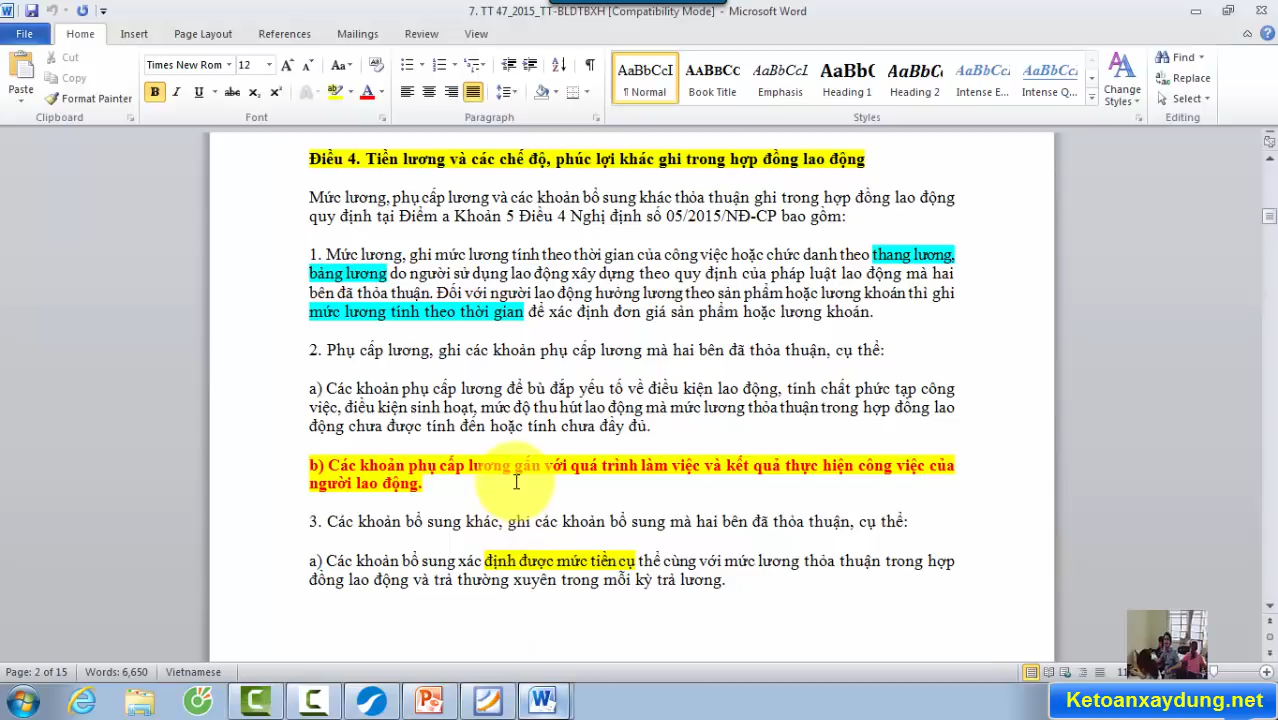 7. TT 47_2015_TT-BLDTBXH [Compatibility Mode] - Microsoft Word
File Home Insert Page Layout References Mailings Review View
Paste
Cut
Copy
Format Painter
Clipboard
Times New Rom 12
Font
Paragraph
AaBbCcI AABBCC AaBbCcI AaBbC AaBbC AaBbCcI AaBbCcI
¶ Normal Book Title Emphasis Heading 1 Heading 2 Intense E... Intense Q...
Change Styles
Styles
Find
Replace
Select
Editing
Điều 4. Tiền lương và các chế độ, phúc lợi khác ghi trong hợp đồng lao động
Mức lương, phụ cấp lương và các khoản bổ sung khác thỏa thuận ghi trong hợp đồng lao động
quy định tại Điểm a Khoản 5 Điều 4 Nghị định số 05/2015/NĐ-CP bao gồm:
1. Mức lương, ghi mức lương tính theo thời gian của công việc hoặc chức danh theo thang lương,
bảng lương do người sử dụng lao động xây dựng theo quy định của pháp luật lao động mà hai
bên đã thỏa thuận. Đối với người lao động hưởng lương theo sản phẩm hoặc lương khoán thì ghi
mức lương tính theo thời gian để xác định đơn giá sản phẩm hoặc lương khoán.
2. Phụ cấp lương, ghi các khoản phụ cấp lương mà hai bên đã thỏa thuận, cụ thể:
a) Các khoản phụ cấp lương để bù đắp yếu tố về điều kiện lao động, tính chất phức tạp công
việc, điều kiện sinh hoạt, mức độ thu hút lao động mà mức lương thỏa thuận trong hợp đồng lao
động chưa được tính đến hoặc tính chưa đầy đủ.
b) Các khoản phụ cấp lương gắn với quá trình làm việc và kết quả thực hiện công việc của
người lao động.
3. Các khoản bổ sung khác, ghi các khoản bổ sung mà hai bên đã thỏa thuận, cụ thể:
a) Các khoản bổ sung xác định được mức tiền cụ thể cùng với mức lương thỏa thuận trong hợp
đồng lao động và trả thường xuyên trong mỗi kỳ trả lương.
Page: 2 of 15 Words: 6,650 Vietnamese
Ketoanxaydung.net